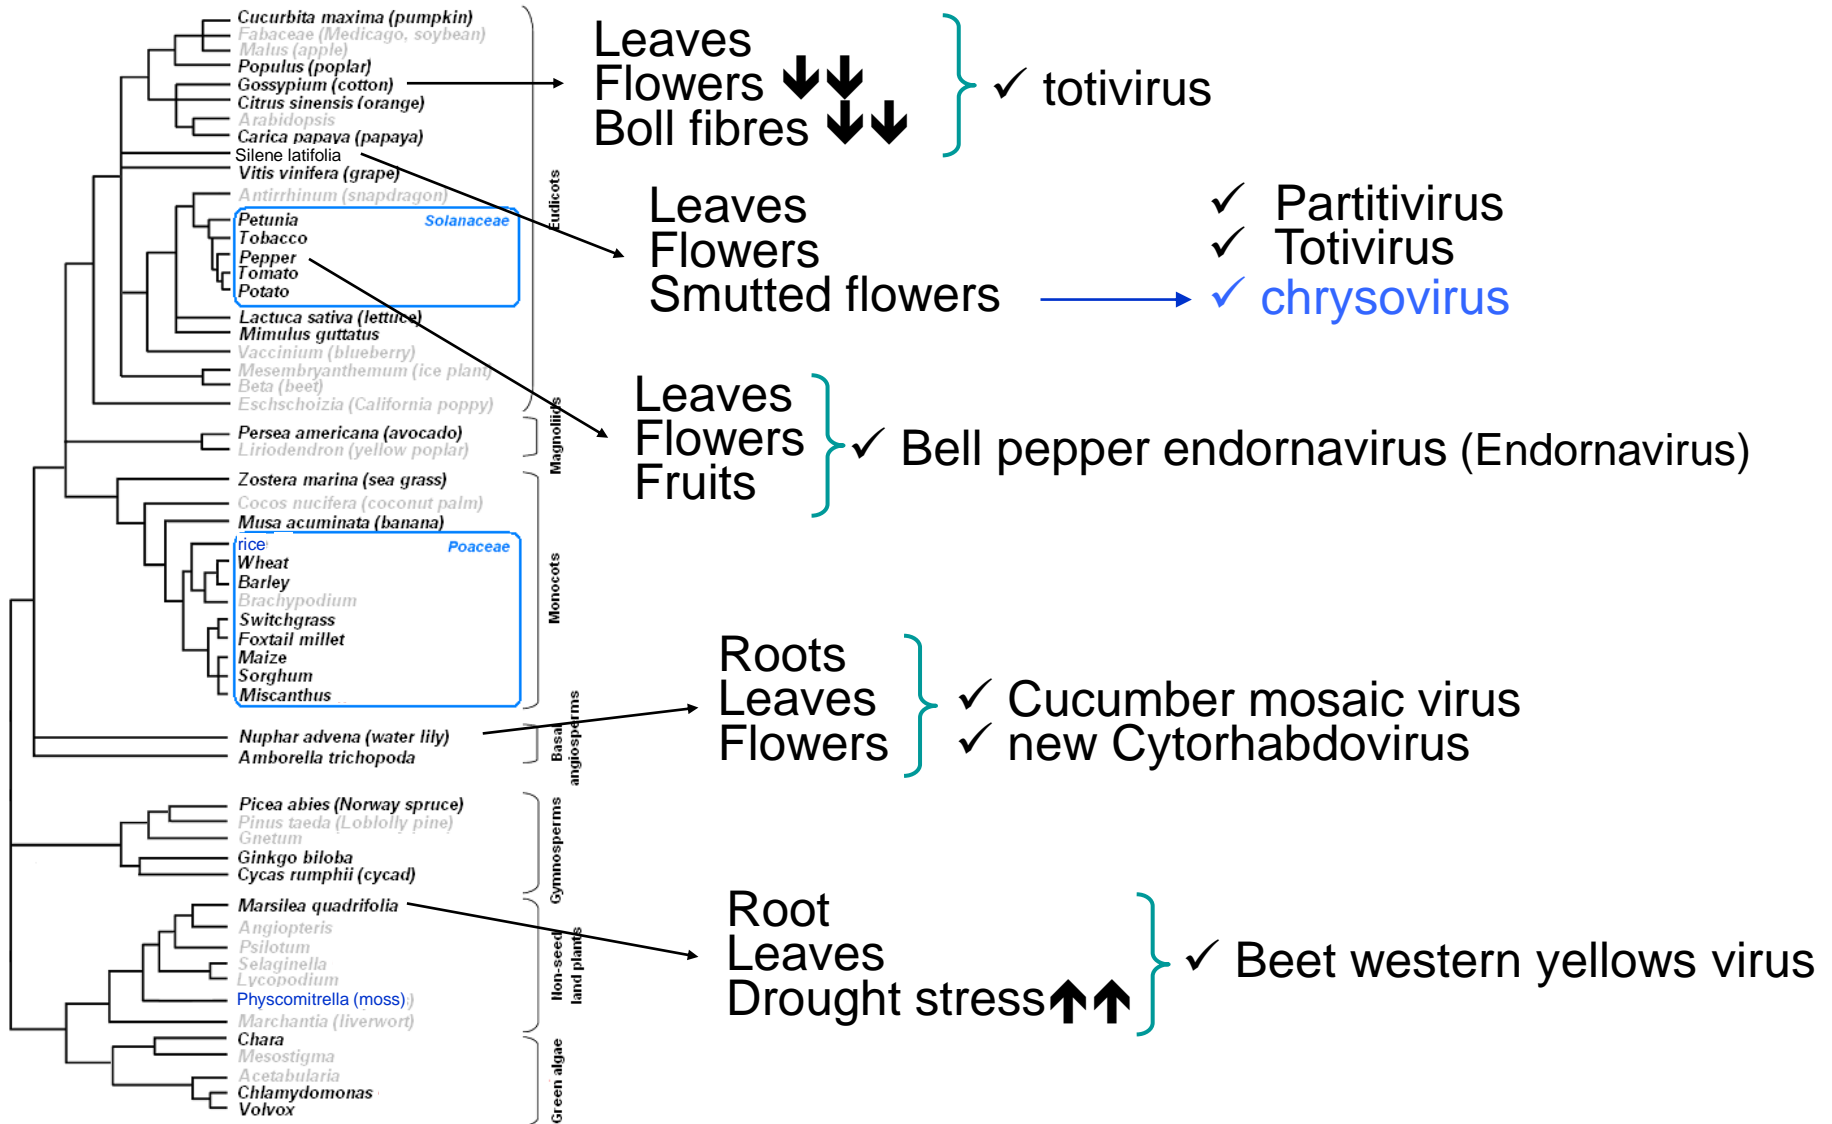 Cucurbita maxima (pumpkin)
Fabaceae (Medicago, soybean)
Malus (apple)
Populus (poplar)
Gossypium (cotton)
Citrus sinensis (orange)
Arabidopsis
Carica papaya (papaya)
Silene latifolia
Vitis vinifera (grape)
Antirrhinum (snapdragon)
Petunia
Solanaceae
Tobacco
Pepper
Tomato
Potato
Lactuca sativa (lettuce)
Mimulus guttatus
Vaccinium (blueberry)
Mesembryanthemum (ice plant)
Beta (beet)
Eschschoizia (California poppy)
Eudicots
Persea americana (avocado)
Liriodendron (yellow poplar)
Magnoliids
Zostera marina (sea grass)
Cocos nucifera (coconut palm)
Musa acuminata (banana)
rice
Poaceae
Wheat
Barley
Brachypodium
Switchgrass
Foxtail millet
Maize
Sorghum
Miscanthus
Monocots
Nuphar advena (water lily)
Amborella trichopoda
Basal
angiosperms
Picea abies (Norway spruce)
Pinus taeda (Loblolly pine)
Gnetum
Ginkgo biloba
Cycas rumphii (cycad)
Gymnosperms
Marsilea quadrifolia
Angiopteris
Psilotum
Selaginella
Lycopodium
Physcomitrella (moss)
Marchantia (liverwort)
Non-seed
land plants
Chara
Mesostigma
Acetabularia
Chlamydomonas
Volvox
Green algae
Leaves
Flowers ↓↓
Boll fibres ↓↓
✓ totivirus
Leaves
Flowers
Smutted flowers
✓ Partitivirus
✓ Totivirus
✓ chrysovirus
Leaves
Flowers
Fruits
✓ Bell pepper endornavirus (Endornavirus)
Roots
Leaves
Flowers
✓ Cucumber mosaic virus
✓ new Cytorhabdovirus
Root
Leaves
Drought stress↑↑
✓ Beet western yellows virus